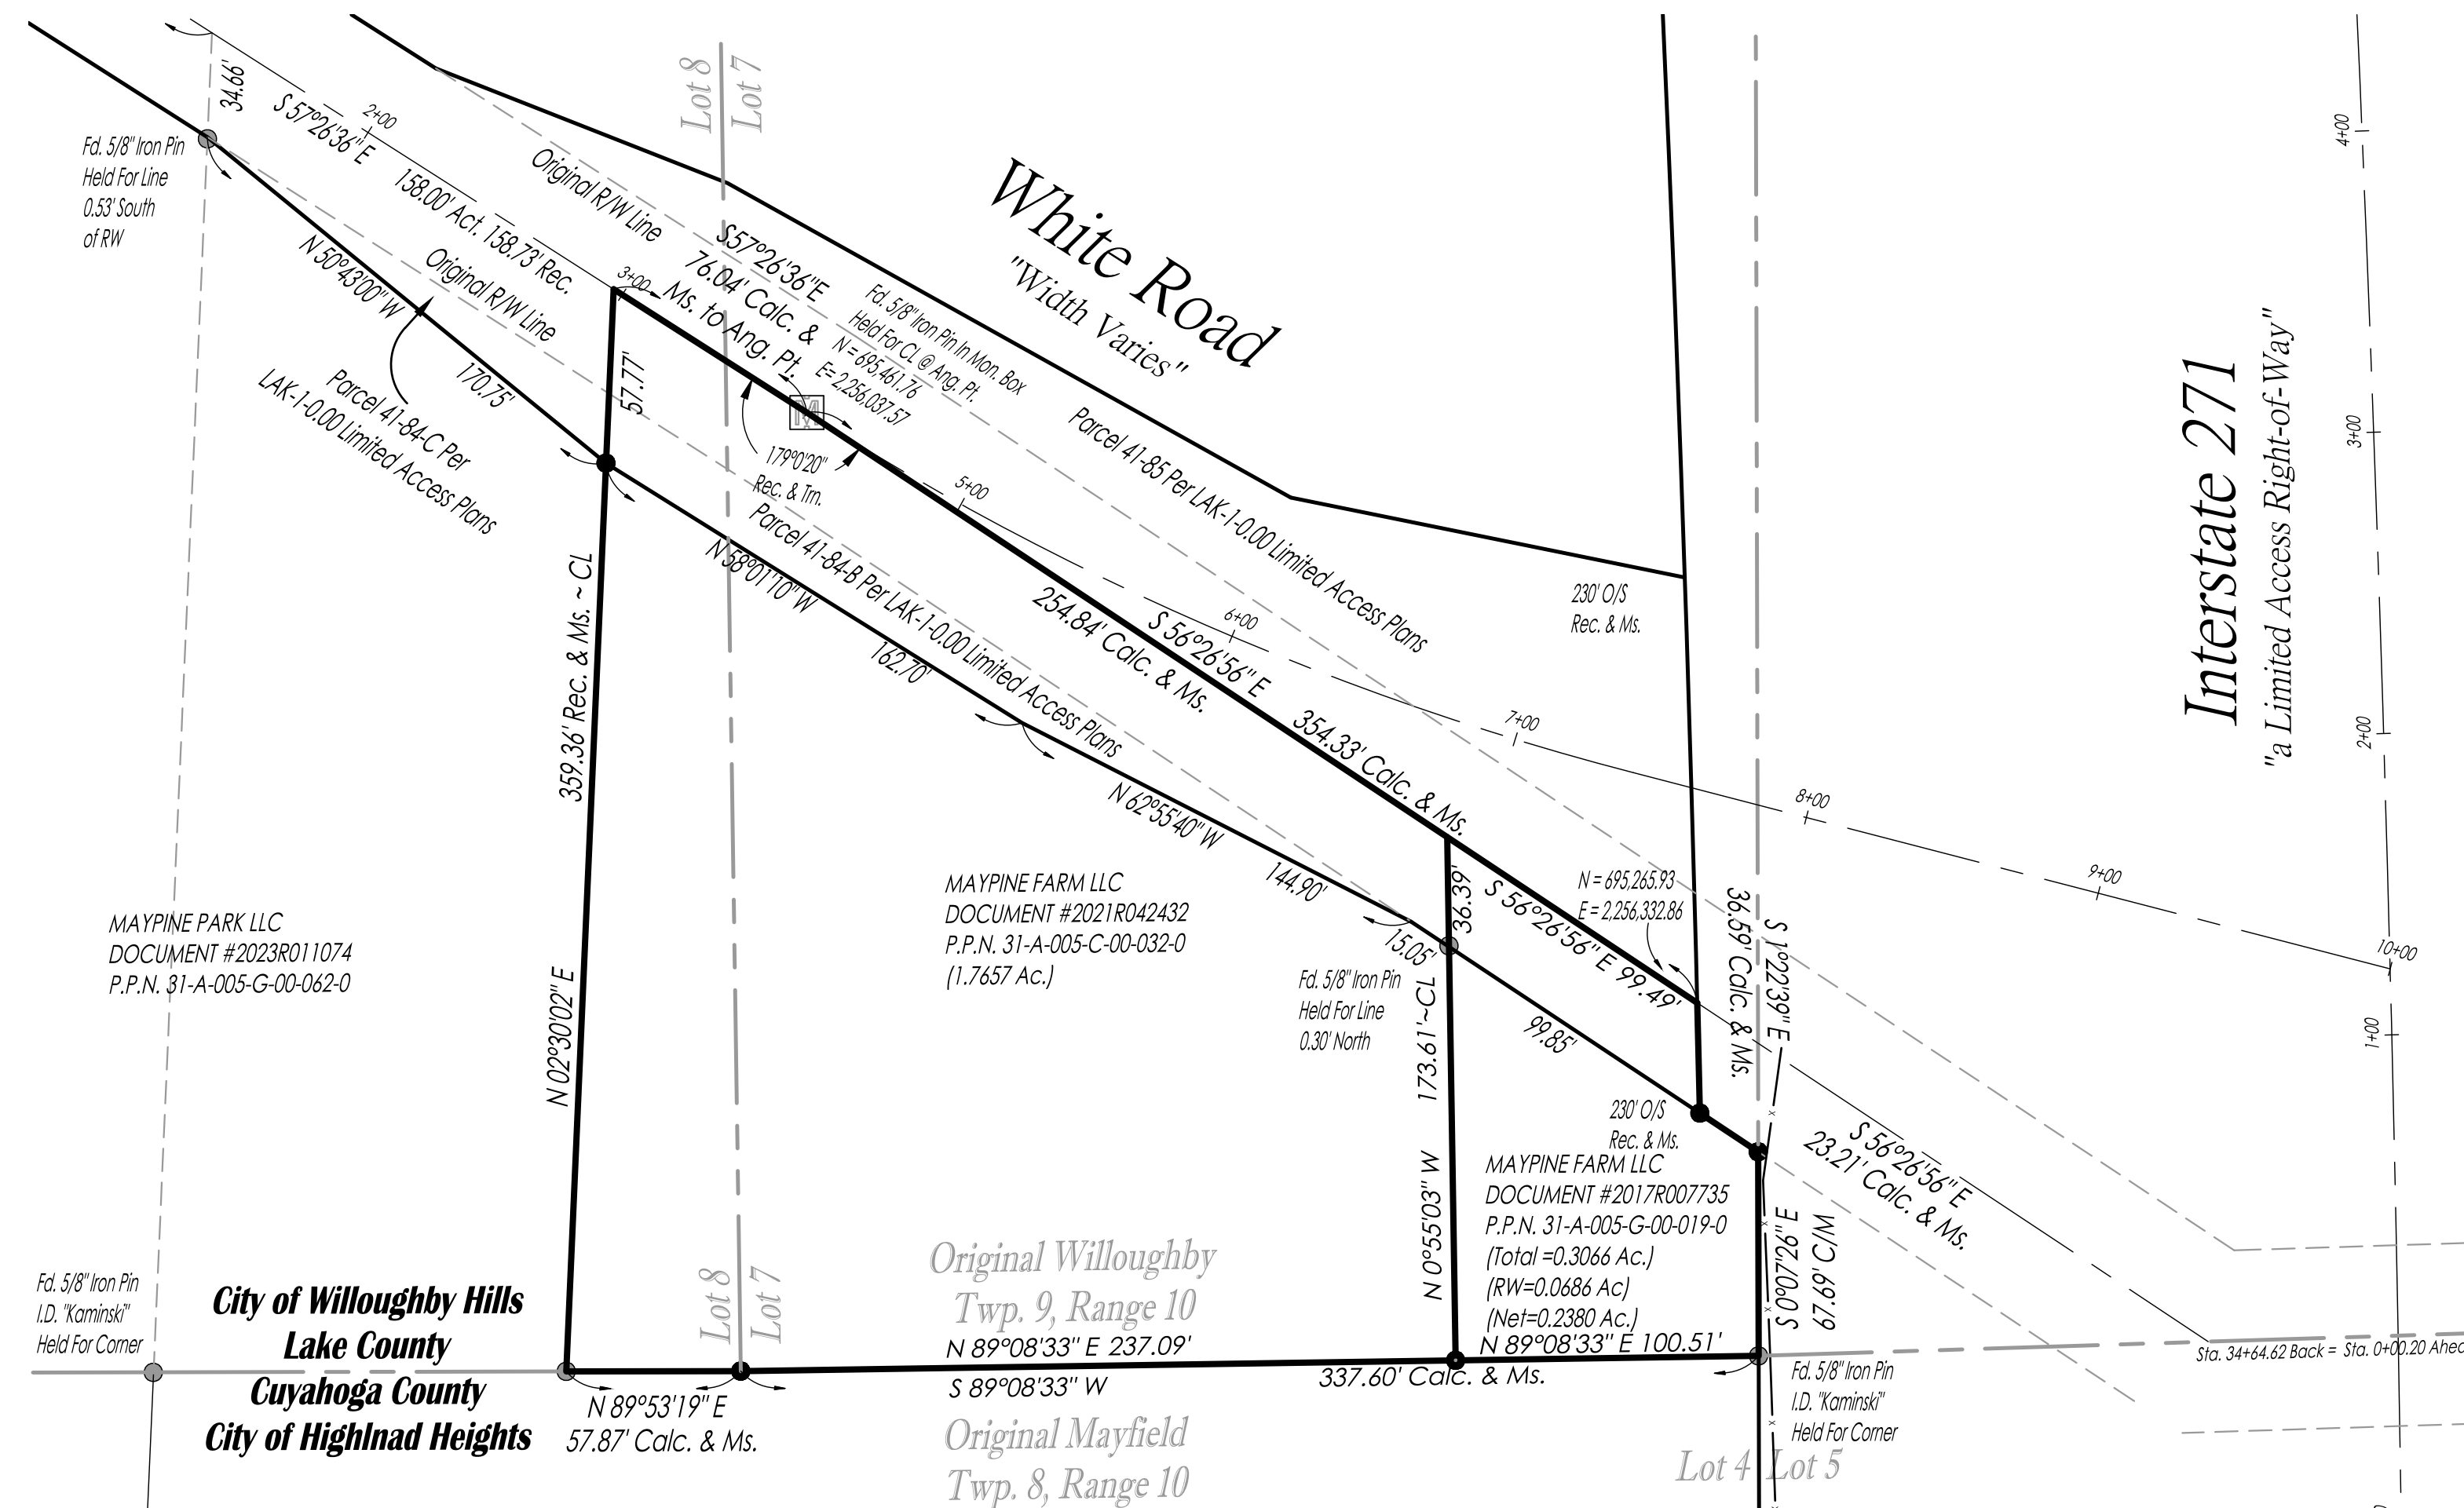 34.66'
S 57°26'36" E
2+00
158.00' Act. 158.73' Rec.
Fd. 5/8" Iron Pin
Held For Line
0.53' South
of RW
N 50°43'00" W
170.75'
Original R/W Line
Original R/W Line
Parcel 41-84-C Per
LAK-1-0.00 Limited Access Plans
Lot 8
Lot 7
S 57°26'36" E
76.04' Calc. &
Ms. to Ang. Pt.
3+00
57.77'
Fd. 5/8" Iron Pin In Mon. Box
Held For CL @ Ang. Pt.
N = 695,461.76
E= 2,256,037.57
179°0'20"
Rec. & Trn.
White Road
"Width Varies"
Parcel 41-85 Per LAK-1-0.00 Limited Access Plans
230' O/S
Rec. & Ms.
Interstate 271
"a Limited Access Right-of-Way"
4+00
3+00
2+00
1+00
5+00
6+00
7+00
8+00
9+00
10+00
Parcel 41-84-B Per LAK-1-0.00 Limited Access Plans
N 58°01'10" W
162.70'
254.84' Calc. & Ms.
S 56°26'56" E
354.33' Calc. & Ms.
N 62°55'40" W
144.90'
15.05'
36.39'
S 56°26'56" E 99.49'
N = 695,265.93
E = 2,256,332.86
36.59' Calc. & Ms.
S 1°22'39" E
359.36' Rec. & Ms. ~ CL
N 02°30'02" E
MAYPINE PARK LLC
DOCUMENT #2023R011074
P.P.N. 31-A-005-G-00-062-0
MAYPINE FARM LLC
DOCUMENT #2021R042432
P.P.N. 31-A-005-C-00-032-0
(1.7657 Ac.)
Fd. 5/8" Iron Pin
Held For Line
0.30' North
173.61'~CL
N 0°55'03" W
99.85'
230' O/S
Rec. & Ms.
MAYPINE FARM LLC
DOCUMENT #2017R007735
P.P.N. 31-A-005-G-00-019-0
(Total =0.3066 Ac.)
(RW=0.0686 Ac)
(Net=0.2380 Ac.)
S 56°26'56" E
23.21' Calc. & Ms.
S 0°07'26" E
67.69' C/M
Fd. 5/8" Iron Pin
I.D. "Kaminski"
Held For Corner
City of Willoughby Hills
Lake County
Cuyahoga County
City of Highlnad Heights
Lot 8
Lot 7
Original Willoughby
Twp. 9, Range 10
N 89°08'33" E 237.09'
N 89°08'33" E 100.51'
S 89°08'33" W
337.60' Calc. & Ms.
N 89°53'19" E
57.87' Calc. & Ms.
Original Mayfield
Twp. 8, Range 10
Fd. 5/8" Iron Pin
I.D. "Kaminski"
Held For Corner
Sta. 34+64.62 Back = Sta. 0+00.20 Ahead
Lot 4
Lot 5